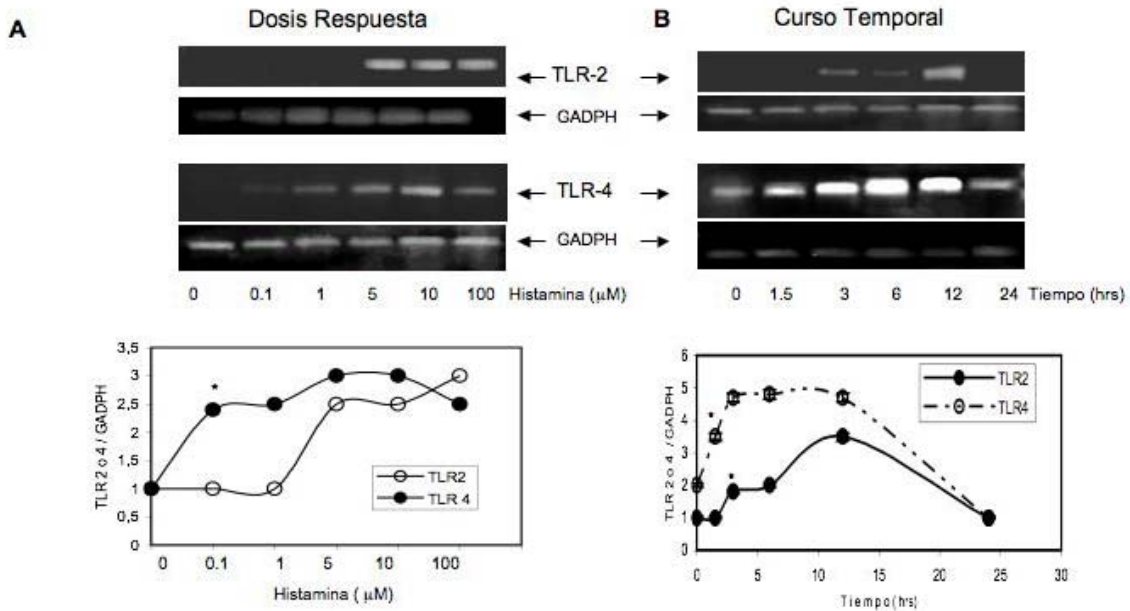 A
Dosis Respuesta
B
Curso Temporal
TLR-2
GADPH
TLR-4
GADPH
0 0.1 1 5 10 100 Histamina (µM)
0 1.5 3 6 12 24 Tiempo (hrs)
TLR 2 o 4 / GADPH
3,5
3
2.5
2
1.5
1
0,5
0
*
TLR2
TLR 4
0 0.1 1 5 10 100
Histamina ( µM)
TLR 2 o 4 / GADPH
6
5
4
3
2
1
0
*
*
TLR2
TLR4
0 5 10 15 20 25 30
Tiempo (hrs)